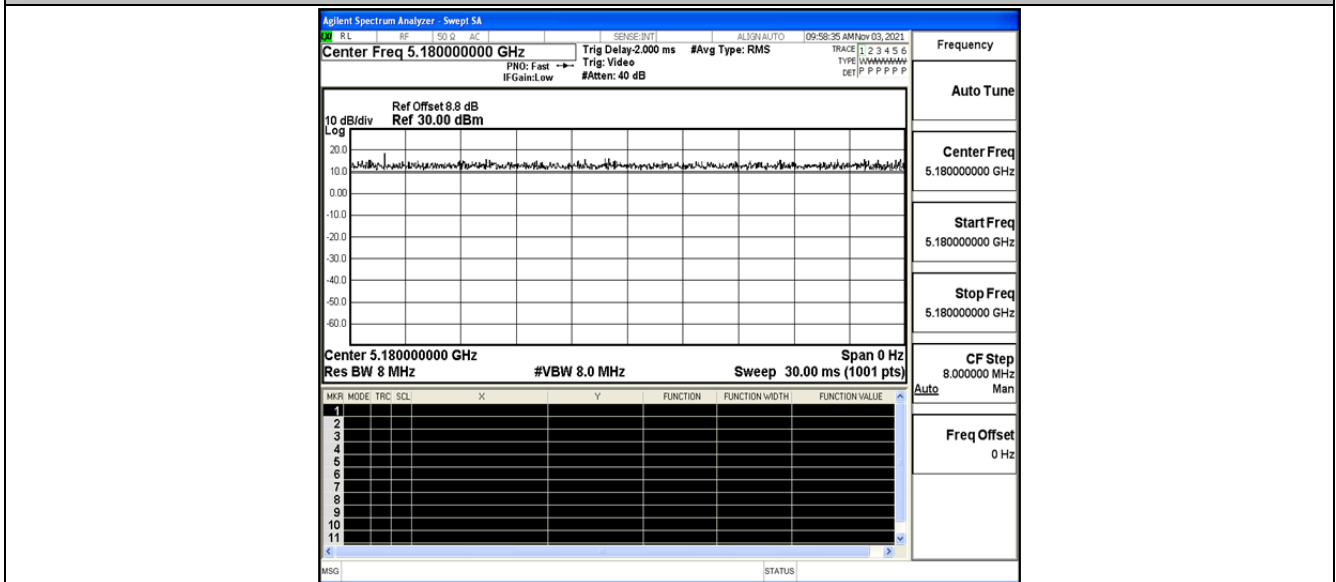 Agilent Spectrum Analyzer - Swept SA
RL RF 50 Ω AC SENSE:INT ALIGNAUTO 09:58:35 AM Nov 03, 2021
Center Freq 5.180000000 GHz
PNO: Fast
IFGain:Low
Trig Delay-2.000 ms
Trig: Video
#Atten: 40 dB
#Avg Type: RMS
TRACE 1 2 3 4 5 6
TYPE WWWWWW
DET P P P P P P
Ref Offset 8.8 dB
10 dB/div Ref 30.00 dBm
Log
20.0
10.0
0.00
-10.0
-20.0
-30.0
-40.0
-50.0
-60.0
Center 5.180000000 GHz Span 0 Hz
Res BW 8 MHz #VBW 8.0 MHz Sweep 30.00 ms (1001 pts)
MKR MODE TRC SCL X Y FUNCTION FUNCTION WIDTH FUNCTION VALUE
1
2
3
4
5
6
7
8
9
10
11
MSG STATUS
Frequency
Auto Tune
Center Freq
5.180000000 GHz
Start Freq
5.180000000 GHz
Stop Freq
5.180000000 GHz
CF Step
8.000000 MHz
Auto Man
Freq Offset
0 Hz